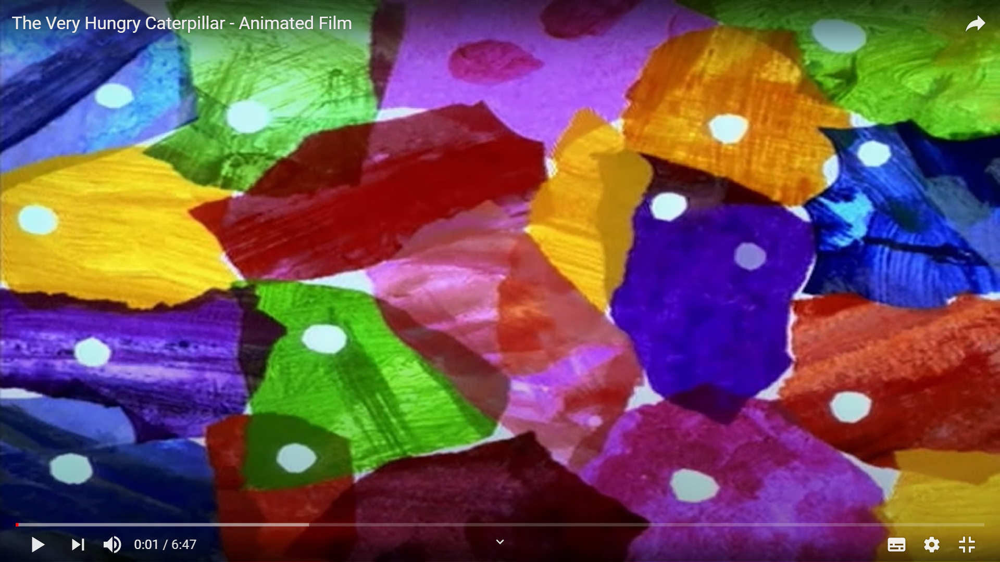 The Very Hungry Caterpillar - Animated Film
0:01 / 6:47